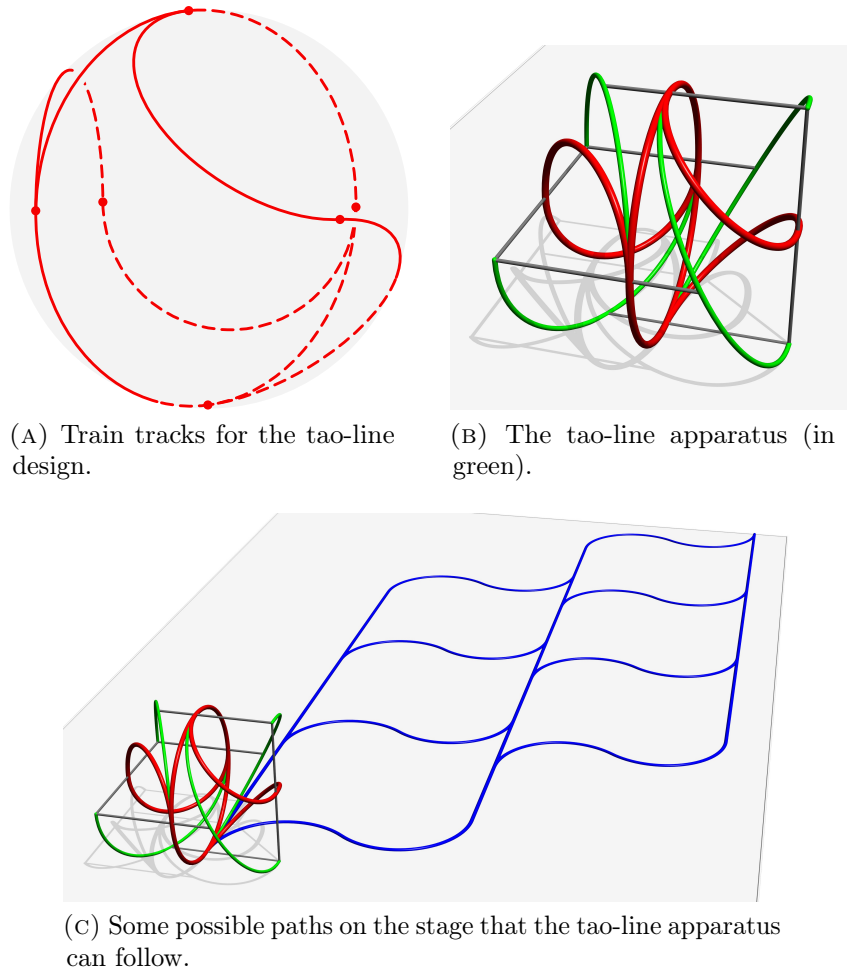 (A) Train tracks for the tao-line
design.
(B) The tao-line apparatus (in
green).
(C) Some possible paths on the stage that the tao-line apparatus
can follow.